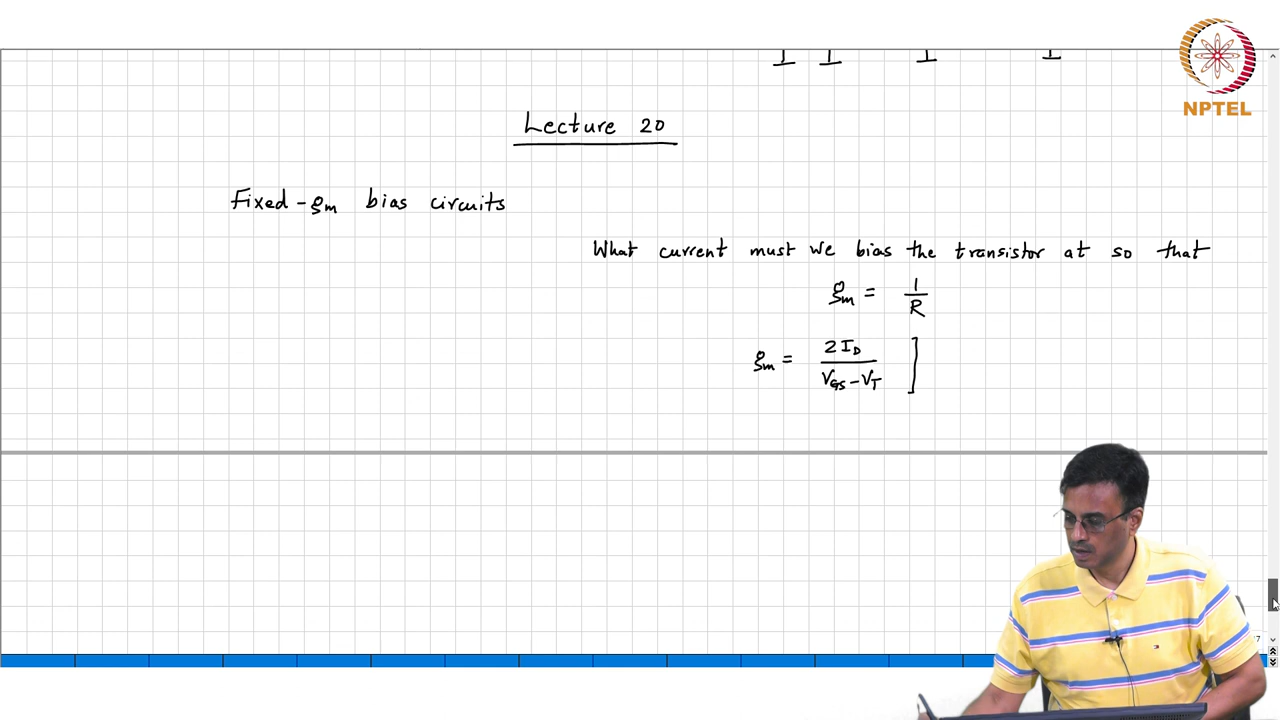 NPTEL
Lecture 20
Fixed-gm bias circuits
What current must we bias the transistor at so that
gm = 1/R
gm = 2ID/(VGS-VT) ]
7